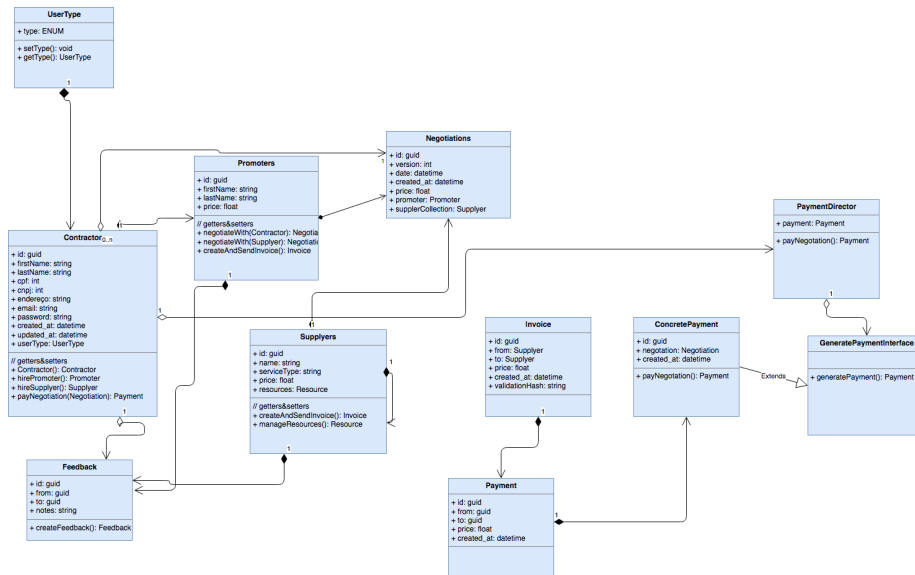 UserType
+ type: ENUM
+ setType(): void
+ getType(): UserType
1
Negotiations
+ id: guid
+ version: int
+ date: datetime
+ created_at: datetime
+ price: float
+ promoter: Promoter
+ supplerCollection: Supplyer
1
Promoters
+ id: guid
+ firstName: string
+ lastName: string
+ price: float
// getters&setters
+ negotiateWith(Contractor): Negotia
+ negotiateWith(Supplyer): Negotiatio
+ createAndSendInvoice(): Invoice
1
PaymentDirector
+ payment: Payment
+ payNegotation(): Payment
1
Contractor
0..n
+ id: guid
+ firstName: string
+ lastName: string
+ cpf: int
+ cnpj: int
+ endereço: string
+ email: string
+ password: string
+ created_at: datetime
+ updated_at: datetime
+ userType: UserType
// getters&setters
+ Contractor(): Contractor
+ hirePromoter(): Promoter
+ hireSupplyer(): Supplyer
+ payNegotiation(Negotiation): Payment
1
1
Supplyers
+ id: guid
+ name: string
+ serviceType: string
+ price: float
+ resources: Resource
// getters&setters
+ createAndSendInvoice(): Invoice
+ manageResources(): Resource
1
1
Invoice
+ id: guid
+ from: Supplyer
+ to: Supplyer
+ price: float
+ created_at: datetime
+ validationHash: string
1
ConcretePayment
+ id: guid
+ negotation: Negotiation
+ created_at: datetime
+ payNegotation(): Payment
Extends
GeneratePaymentInterface
+ generatePayment(): Payment
Feedback
+ id: guid
+ from: guid
+ to: guid
+ notes: string
+ createFeedback(): Feedback
Payment
+ id: guid
+ from: guid
+ to: guid
+ price: float
+ created_at: datetime
1